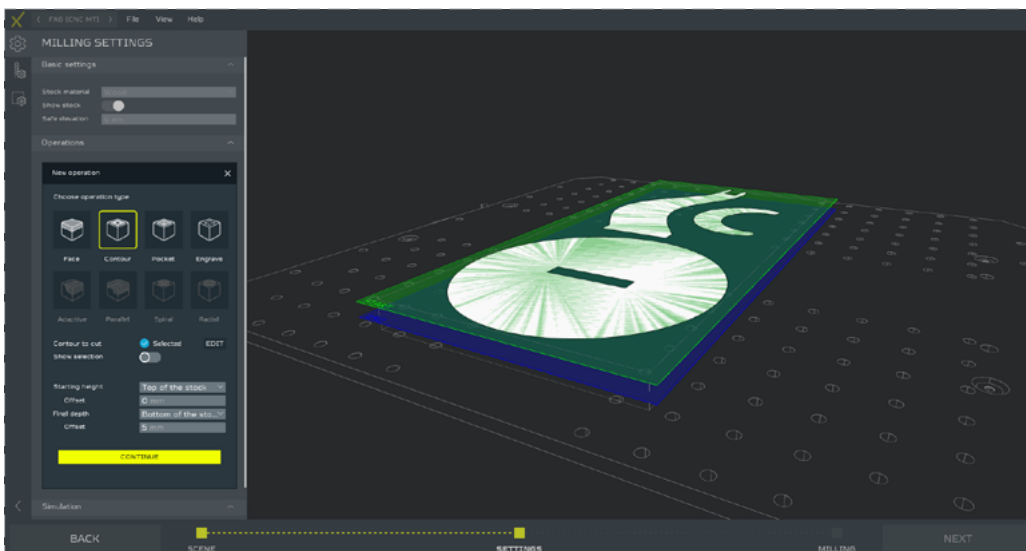 FAB (CNC MT) File View Help
MILLING SETTINGS
Basic settings
Stock material
Show stock
Safe elevation
Operations
New operation
Choose operation type
Face Contour Pocket Engrave
Adaptive Parallel Spiral Radial
Contour to cut Selected EDIT
Show selection
Starting height Top of the stock
Offset 0 mm
Final depth Bottom of the sto...
Offset 5 mm
CONTINUE
Simulation
BACK NEXT
SCENE SETTINGS MILLING